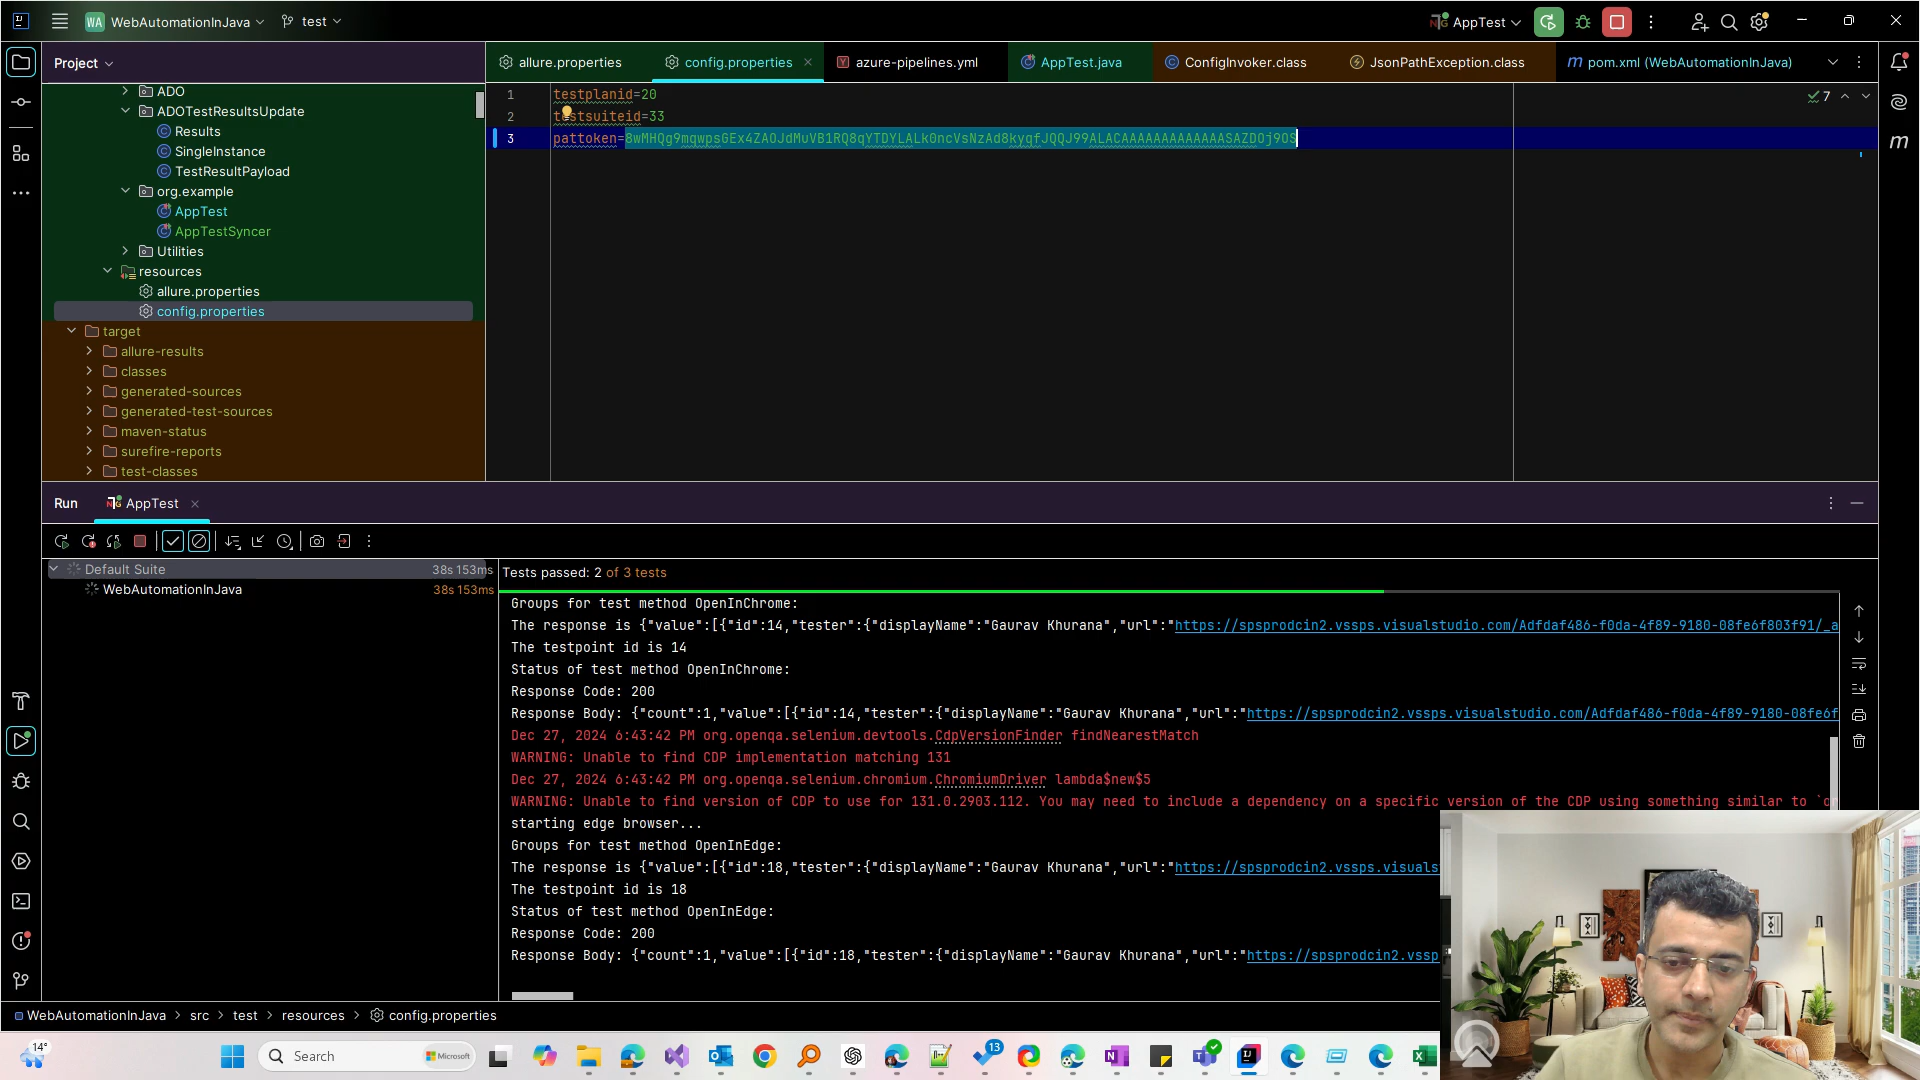 WA WebAutomationInJava test AppTest
Project
ADO
ADOTestResultsUpdate
Results
SingleInstance
TestResultPayload
org.example
AppTest
AppTestSyncer
Utilities
resources
allure.properties
config.properties
target
allure-results
classes
generated-sources
generated-test-sources
maven-status
surefire-reports
test-classes
allure.properties config.properties azure-pipelines.yml AppTest.java ConfigInvoker.class JsonPathException.class pom.xml (WebAutomationInJava)
1 testplanid=20
7
2 testsuiteid=33
3 pattoken=8wMHQg9mqwpsGEx4ZAOJdMuVB1RQ8qYTDYLALk0ncVsNzAd8kyqfJQQJ99ALACAAAAAAAAAAAAASAZDOj9OS
Run AppTest
Default Suite 38s 153ms
WebAutomationInJava 38s 153ms
Tests passed: 2 of 3 tests
Groups for test method OpenInChrome:
The response is {"value":[{"id":14,"tester":{"displayName":"Gaurav Khurana","url":"https://spsprodcin2.vssps.visualstudio.com/Adfdaf486-f0da-4f89-9180-08fe6f803f91/_a
The testpoint id is 14
Status of test method OpenInChrome:
Response Code: 200
Response Body: {"count":1,"value":[{"id":14,"tester":{"displayName":"Gaurav Khurana","url":"https://spsprodcin2.vssps.visualstudio.com/Adfdaf486-f0da-4f89-9180-08fe6f
Dec 27, 2024 6:43:42 PM org.openqa.selenium.devtools.CdpVersionFinder findNearestMatch
WARNING: Unable to find CDP implementation matching 131
Dec 27, 2024 6:43:42 PM org.openqa.selenium.chromium.ChromiumDriver lambda$new$5
WARNING: Unable to find version of CDP to use for 131.0.2903.112. You may need to include a dependency on a specific version of the CDP using something similar to `
starting edge browser...
Groups for test method OpenInEdge:
The response is {"value":[{"id":18,"tester":{"displayName":"Gaurav Khurana","url":"https://spsprodcin2.vssps.visuals
The testpoint id is 18
Status of test method OpenInEdge:
Response Code: 200
Response Body: {"count":1,"value":[{"id":18,"tester":{"displayName":"Gaurav Khurana","url":"https://spsprodcin2.vssp
WebAutomationInJava > src > test > resources > config.properties
14°
Search
Microsoft
13